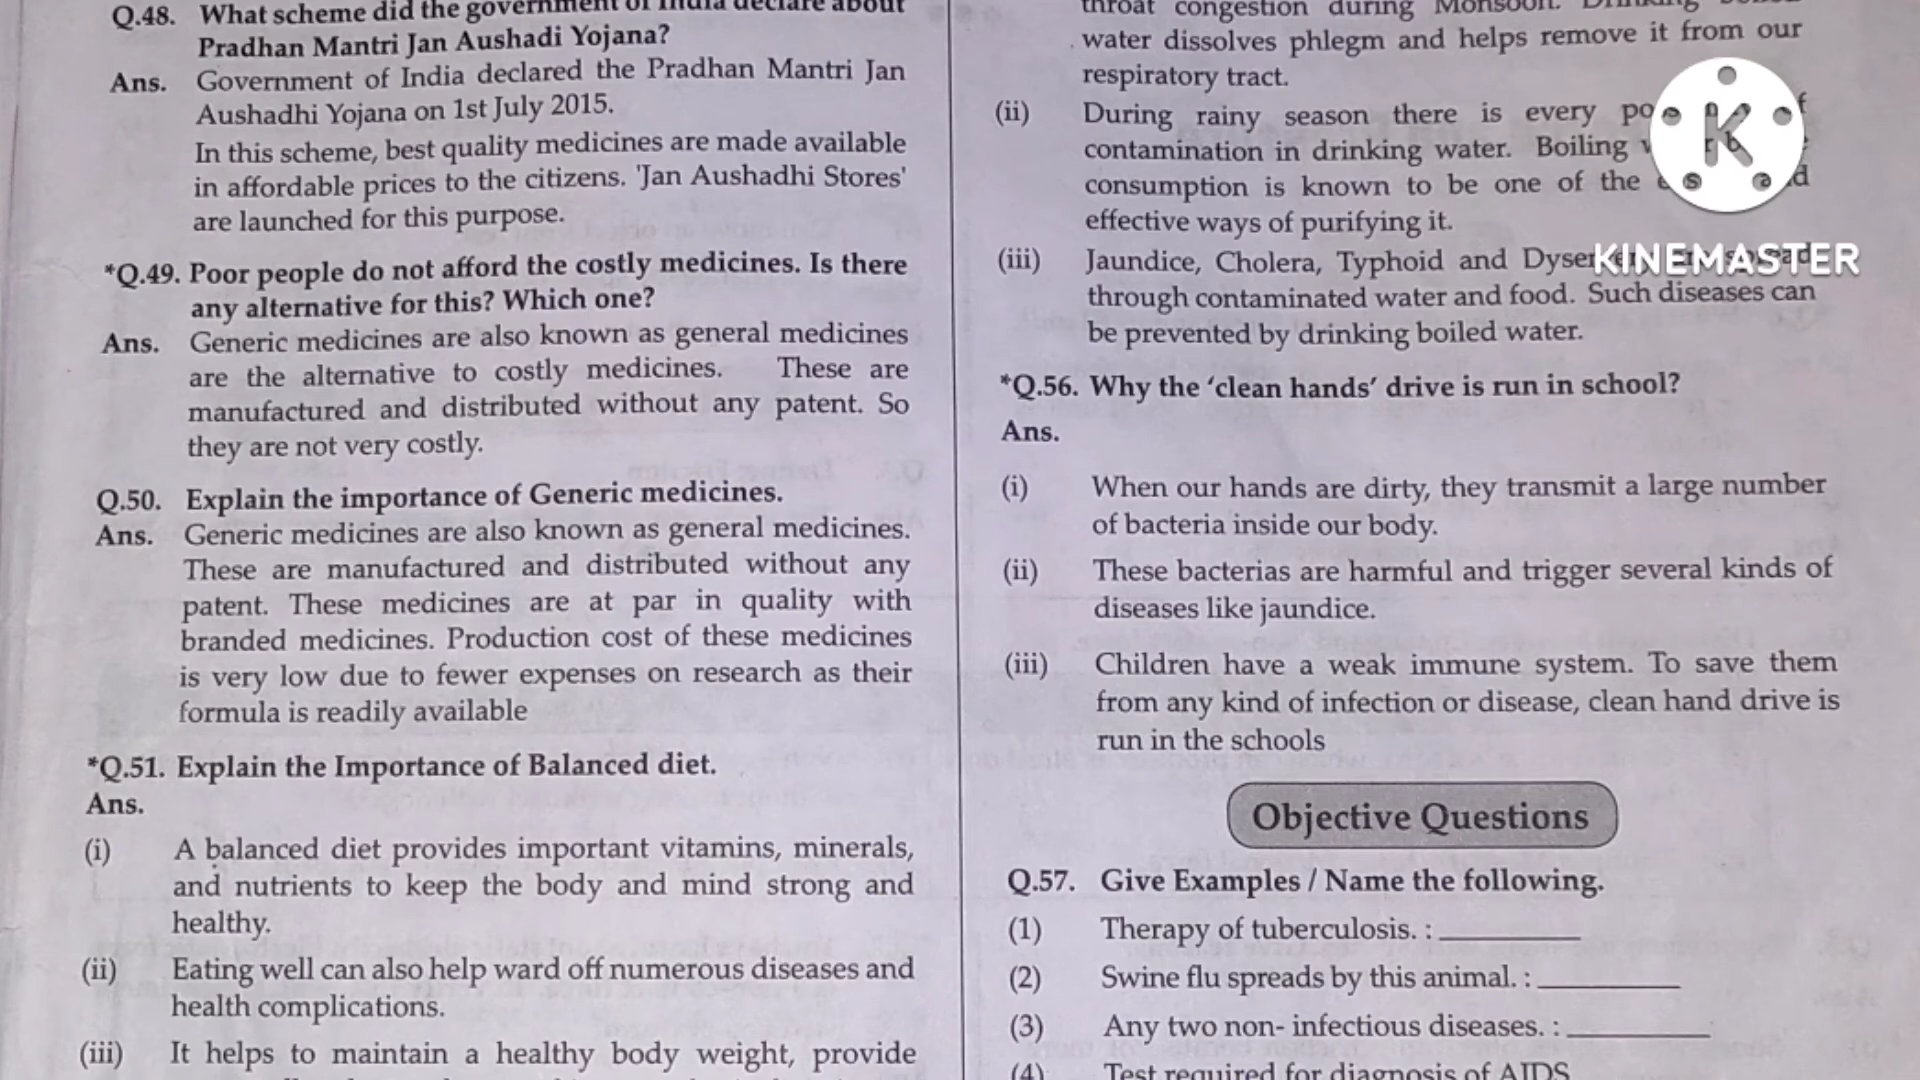 Q.48. What scheme did the government of India declare about
Pradhan Mantri Jan Aushadi Yojana?
Ans. Government of India declared the Pradhan Mantri Jan
Aushadhi Yojana on 1st July 2015.
In this scheme, best quality medicines are made available
in affordable prices to the citizens. 'Jan Aushadhi Stores'
are launched for this purpose.
*Q.49. Poor people do not afford the costly medicines. Is there
any alternative for this? Which one?
Ans. Generic medicines are also known as general medicines
are the alternative to costly medicines. These are
manufactured and distributed without any patent. So
they are not very costly.
Q.50. Explain the importance of Generic medicines.
Ans. Generic medicines are also known as general medicines.
These are manufactured and distributed without any
patent. These medicines are at par in quality with
branded medicines. Production cost of these medicines
is very low due to fewer expenses on research as their
formula is readily available
*Q.51. Explain the Importance of Balanced diet.
Ans.
(i) A balanced diet provides important vitamins, minerals,
and nutrients to keep the body and mind strong and
healthy.
(ii) Eating well can also help ward off numerous diseases and
health complications.
(iii) It helps to maintain a healthy body weight, provide
throat congestion during Monsoon. Drinking boiled
water dissolves phlegm and helps remove it from our
respiratory tract.
(ii) During rainy season there is every
contamination in drinking water. Boiling
consumption is known to be one of the
effective ways of purifying it.
(iii) Jaundice, Cholera, Typhoid and
through contaminated water and food. Such diseases can
be prevented by drinking boiled water.
*Q.56. Why the ‘clean hands’ drive is run in school?
Ans.
(i) When our hands are dirty, they transmit a large number
of bacteria inside our body.
(ii) These bacterias are harmful and trigger several kinds of
diseases like jaundice.
(iii) Children have a weak immune system. To save them
from any kind of infection or disease, clean hand drive is
run in the schools
Objective Questions
Q.57. Give Examples / Name the following.
(1) Therapy of tuberculosis. : __________
(2) Swine flu spreads by this animal. : __________
(3) Any two non- infectious diseases. : __________
(4) Test required for diagnosis of AIDS
K
KINEMASTER